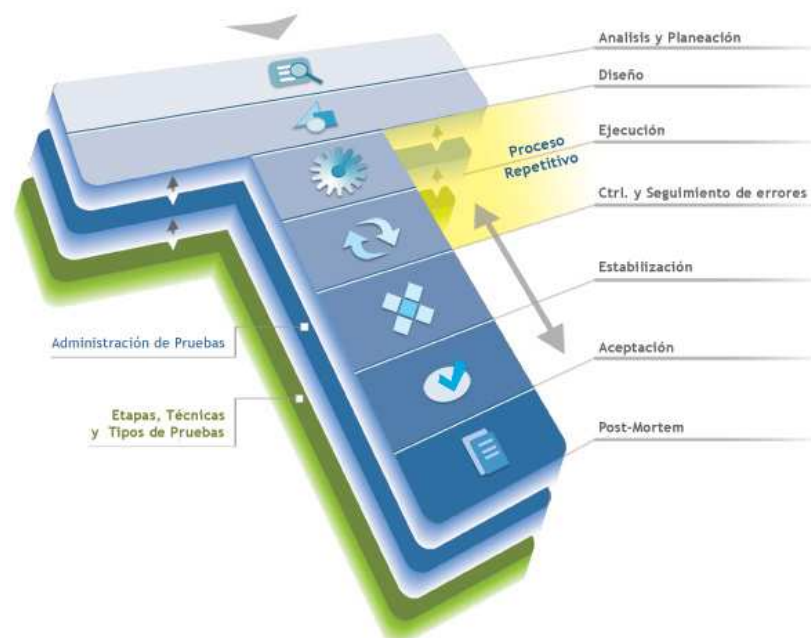 Analisis y Planeación
Diseño
Ejecución
Proceso
Repetitivo
Ctrl. y Seguimiento de errores
Estabilización
Administración de Pruebas
Aceptación
Etapas, Técnicas
y Tipos de Pruebas
Post-Mortem